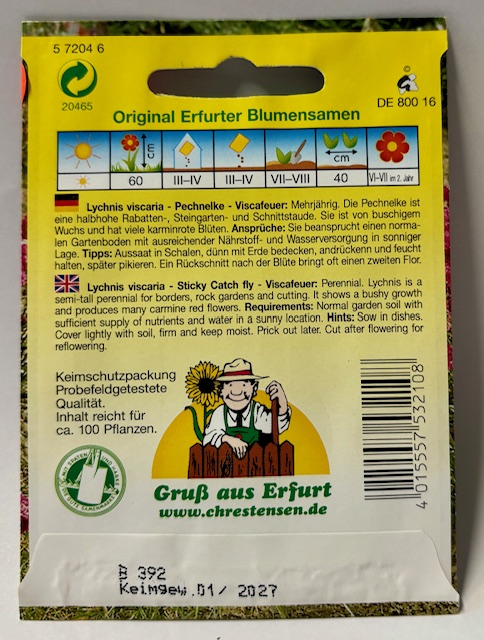 5 7204 6
20465
©
DE 800 16
Original Erfurter Blumensamen
cm
60
III–IV
III–IV
VII–VIII
cm
40
VI–VII im 2. Jahr
Lychnis viscaria - Pechnelke - Viscafeuer: Mehrjährig. Die Pechnelke ist
eine halbhohe Rabatten-, Steingarten- und Schnittstaude. Sie ist von buschigem
Wuchs und hat viele karminrote Blüten. Ansprüche: Sie beansprucht einen norma-
len Gartenboden mit ausreichender Nährstoff- und Wasserversorgung in sonniger
Lage. Tipps: Aussaat in Schalen, dünn mit Erde bedecken, andrücken und feucht
halten, später pikieren. Ein Rückschnitt nach der Blüte bringt oft einen zweiten Flor.
Lychnis viscaria - Sticky Catch fly - Viscafeuer: Perennial. Lychnis is a
semi-tall perennial for borders, rock gardens and cutting. It shows a bushy growth
and produces many carmine red flowers. Requirements: Normal garden soil with
sufficient supply of nutrients and water in a sunny location. Hints: Sow in dishes.
Cover lightly with soil, firm and keep moist. Prick out later. Cut after flowering for
reflowering.
Keimschutzpackung
Probefeldgetestete
Qualität.
Inhalt reicht für
ca. 100 Pflanzen.
Gruß aus Erfurt
www.chrestensen.de
4 015557 532108
392
Keimgew.01/ 2027